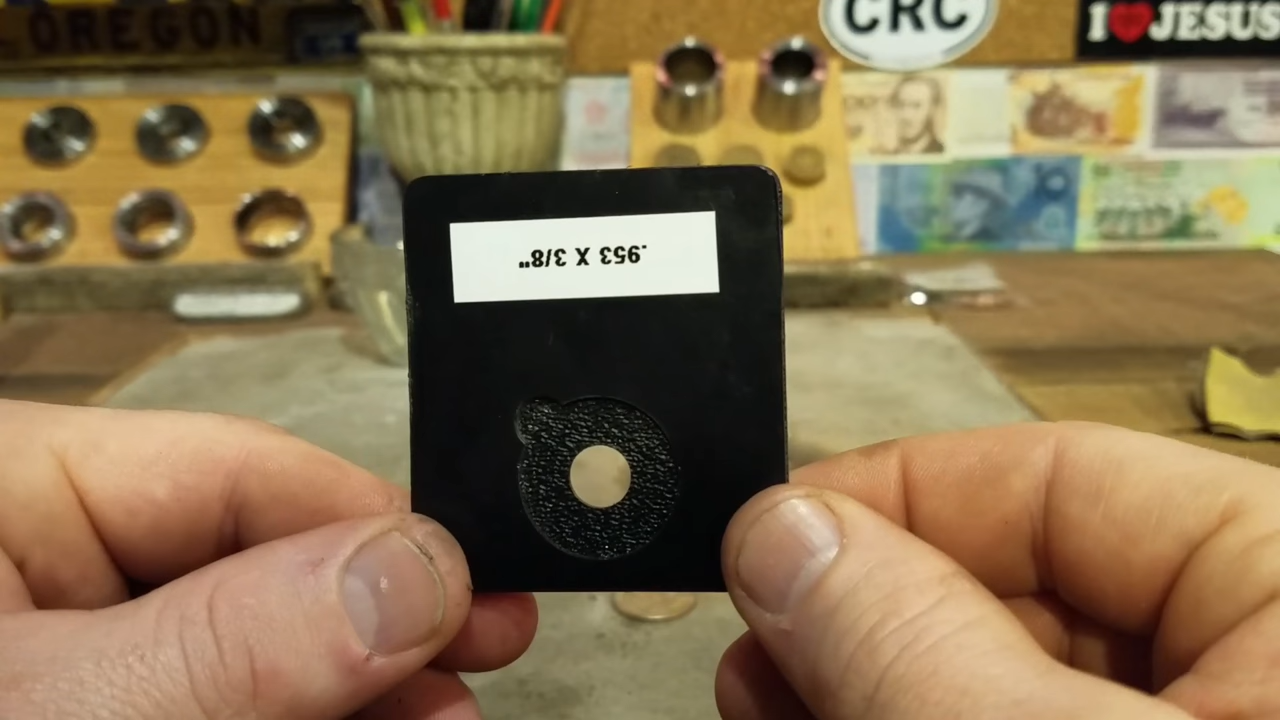 OREGON
CRC
I ❤ JESUS
.953 X 3/8"